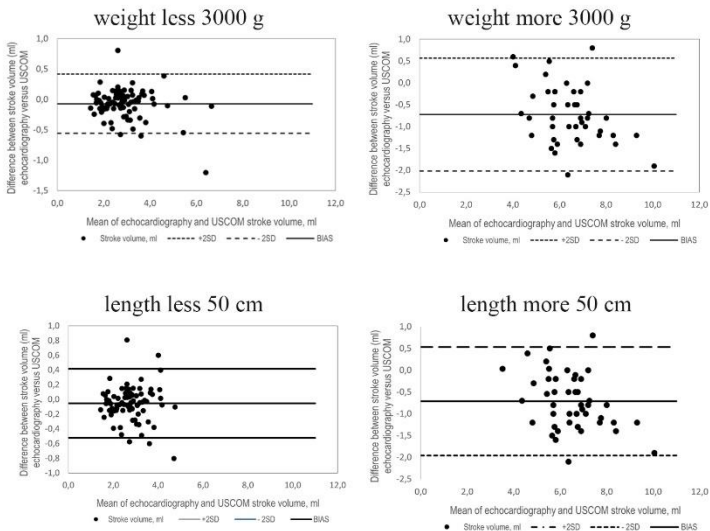 weight less 3000 g
Difference between stroke volume (ml)
echocardiography versus USCOM
1,0
0,5
0,0
-0,5
-1,0
-1,5
0,0 2,0 4,0 6,0 8,0 10,0 12,0
Mean of echocardiography and USCOM stroke volume, ml
Stroke volume, ml +2SD - 2SD BIAS
weight more 3000 g
Difference between stroke volume (ml)
echocardiography versus USCOM
1,0
0,5
0,0
-0,5
-1,0
-1,5
-2,0
-2,5
0,0 2,0 4,0 6,0 8,0 10,0 12,0
Mean of echocardiography and USCOM stroke volume, ml
Stroke volume, ml +2SD - 2SD BIAS
length less 50 cm
Difference between stroke volume (ml)
echocardiography versus USCOM
1,0
0,8
0,6
0,4
0,2
0,0
-0,2
-0,4
-0,6
-0,8
-1,0
0,0 2,0 4,0 6,0 8,0 10,0 12,0
Mean of echocardiography and USCOM stroke volume, ml
Stroke volume, ml +2SD - 2SD BIAS
length more 50 cm
Difference between stroke volume (ml)
echocardiography versus USCOM
1,0
0,5
0,0
-0,5
-1,0
-1,5
-2,0
-2,5
0,0 2,0 4,0 6,0 8,0 10,0 12,0
Mean of echocardiography and USCOM stroke volume, ml
Stroke volume, ml +2SD - 2SD BIAS